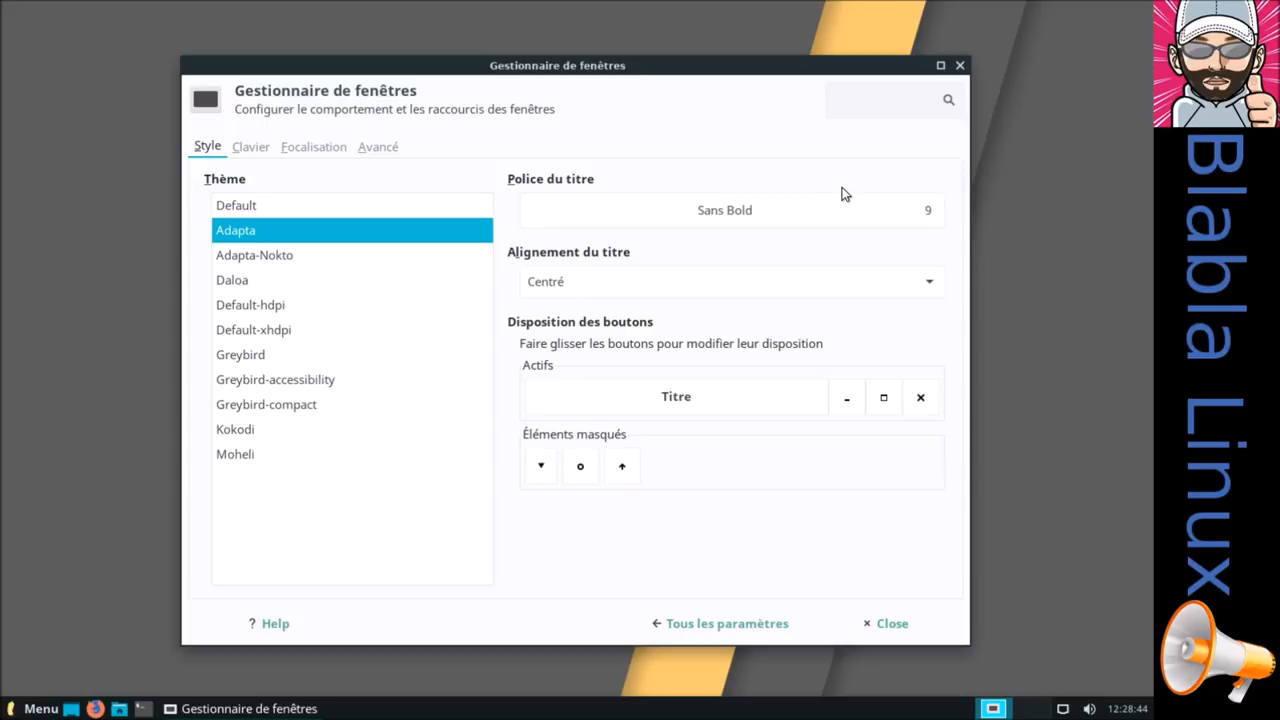 Gestionnaire de fenêtres
Gestionnaire de fenêtres
Configurer le comportement et les raccourcis des fenêtres
Style Clavier Focalisation Avancé
Thème
Default
Adapta
Adapta-Nokto
Daloa
Default-hdpi
Default-xhdpi
Greybird
Greybird-accessibility
Greybird-compact
Kokodi
Moheli
Police du titre
Sans Bold 9
Alignement du titre
Centré
Disposition des boutons
Faire glisser les boutons pour modifier leur disposition
Actifs
Titre
Éléments masqués
? Help
Tous les paramètres
Close
Menu
Gestionnaire de fenêtres
12:28:44
Blabla Linux